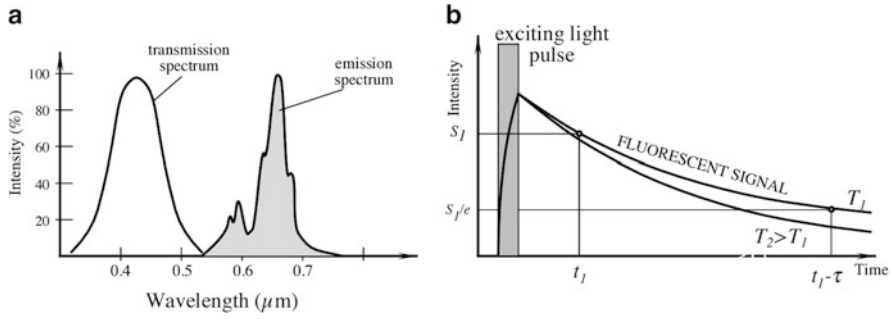 a
transmission
spectrum
emission
spectrum
100
80
60
40
20
Intensity (%)
0.4
0.5
0.6
0.7
Wavelength (μm)
b
exciting light
pulse
Intensity
S1
S1/e
FLUORESCENT SIGNAL
T1
T2>T1
t1
t1-τ
Time